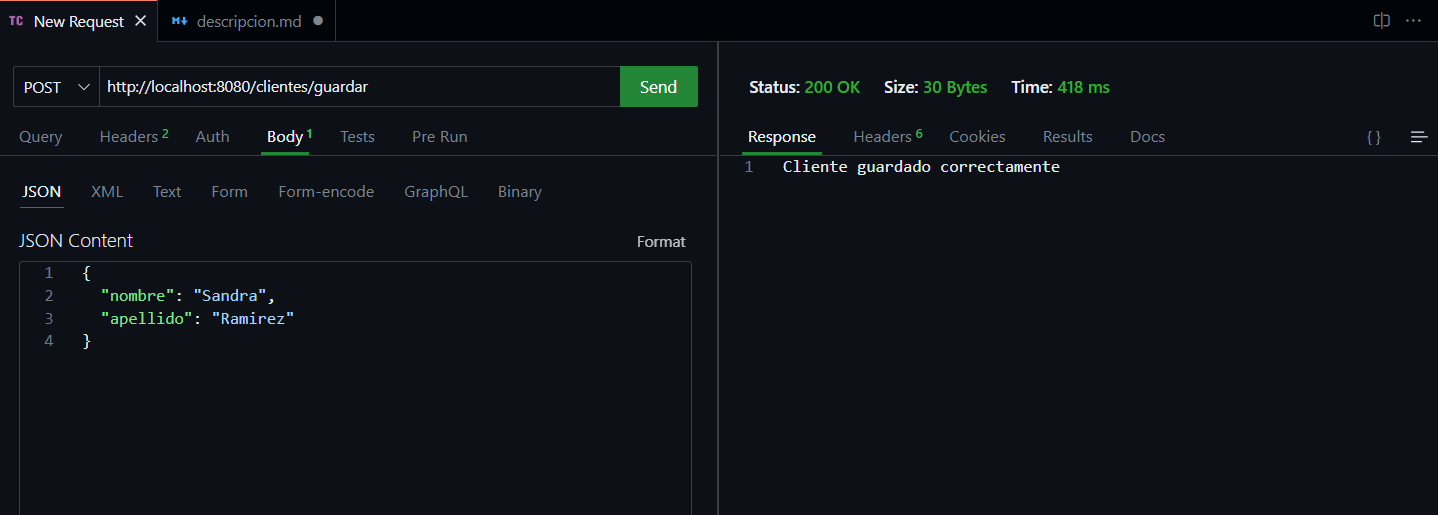 TC New Request
descripcion.md
POST http://localhost:8080/clientes/guardar Send
Query Headers 2 Auth Body 1 Tests Pre Run
JSON XML Text Form Form-encode GraphQL Binary
JSON Content Format
1 {
2 "nombre": "Sandra",
3 "apellido": "Ramirez"
4 }
Status: 200 OK Size: 30 Bytes Time: 418 ms
Response Headers 6 Cookies Results Docs { }
1 Cliente guardado correctamente